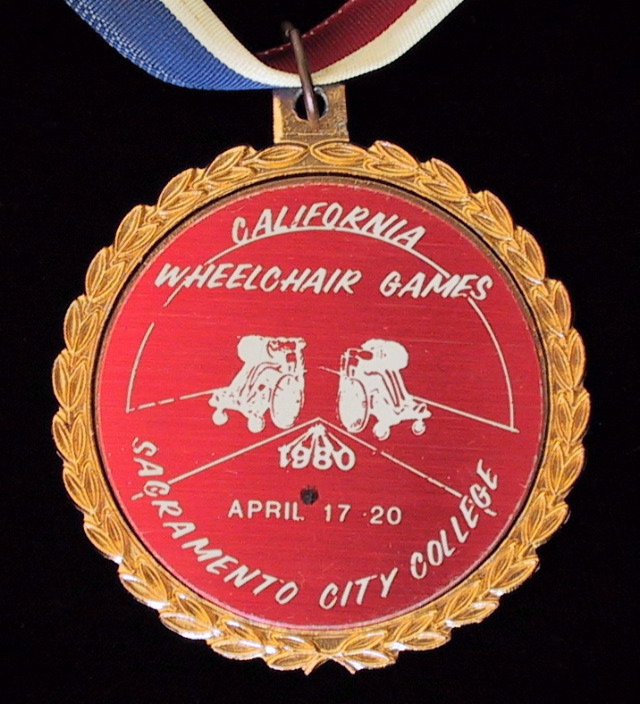 CALIFORNIA
WHEELCHAIR GAMES
1980
APRIL 17-20
SACRAMENTO CITY COLLEGE